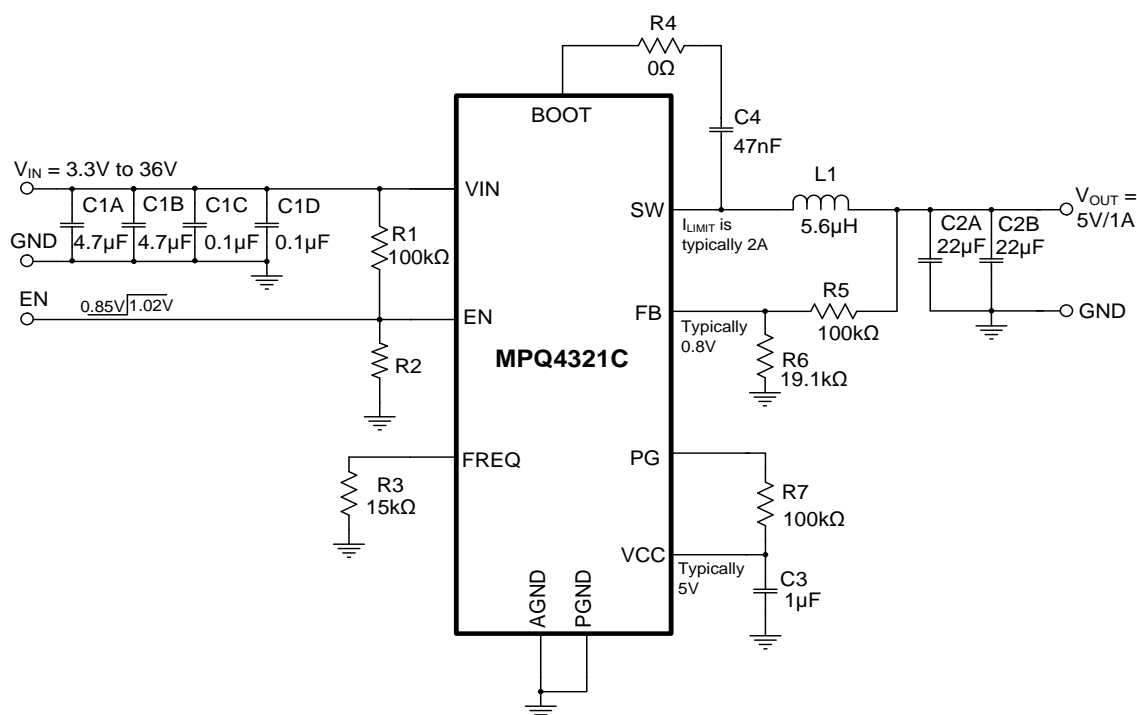 R4
0Ω
BOOT
C4
47nF
V_IN = 3.3V to 36V
VIN
C1A
4.7µF
C1B
4.7µF
C1C
0.1µF
C1D
0.1µF
GND
R1
100kΩ
SW
I_LIMIT is
typically 2A
L1
5.6µH
C2A
22µF
C2B
22µF
V_OUT =
5V/1A
EN
0.85V
1.02V
EN
FB
Typically
0.8V
R5
100kΩ
GND
MPQ4321C
R2
R6
19.1kΩ
FREQ
R3
15kΩ
PG
R7
100kΩ
VCC
Typically
5V
C3
1µF
AGND
PGND